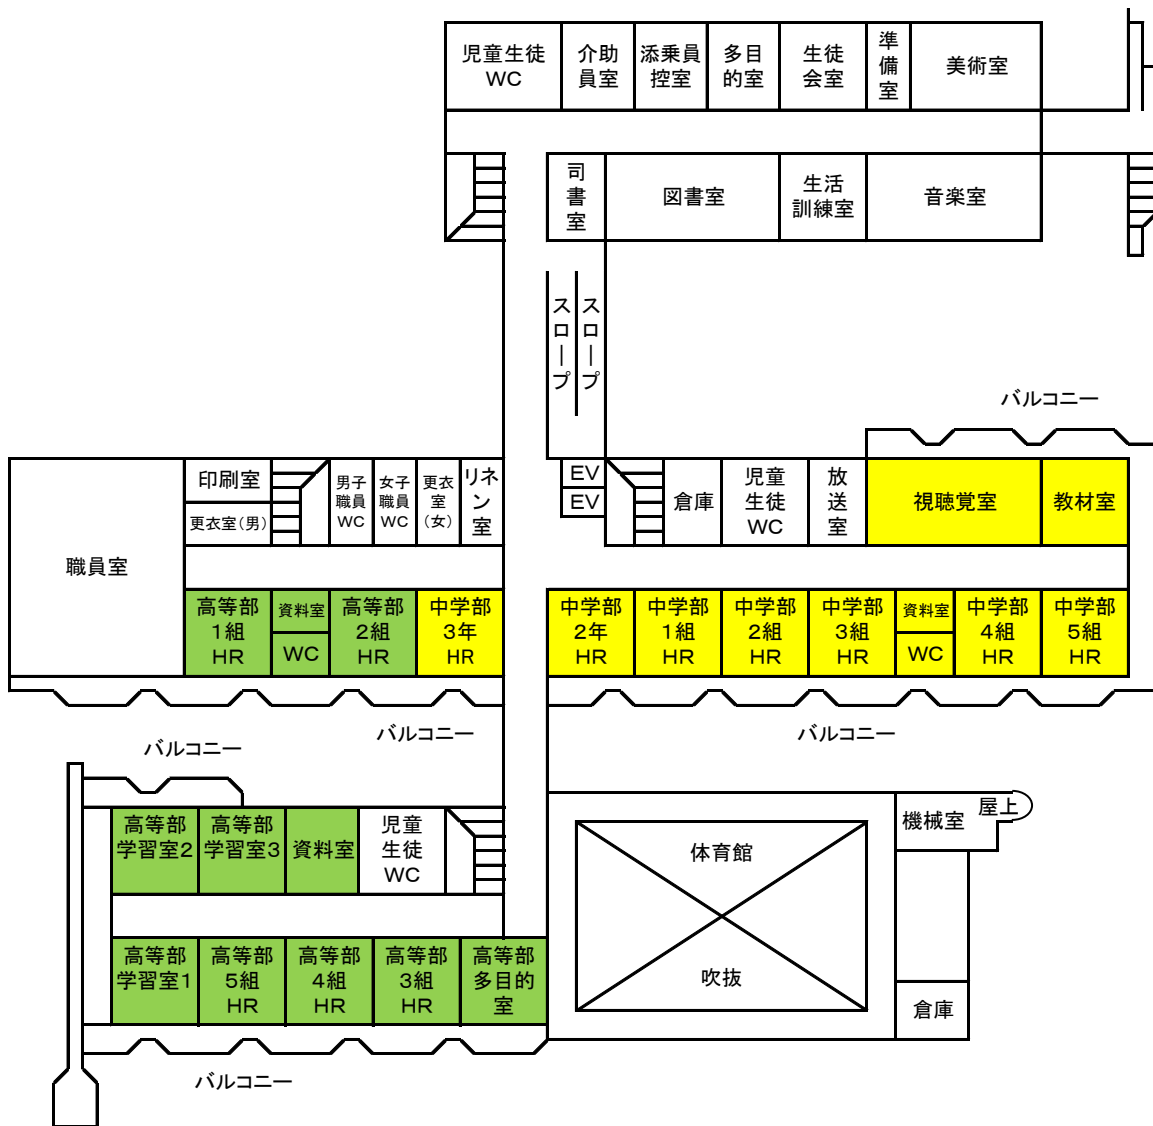 児童生徒
WC
介助
員室
添乗員
控室
多目
的室
生徒
会室
準
備
室
美術室
司
書
室
図書室
生活
訓練室
音楽室
スロープ
スロープ
バルコニー
職員室
印刷室
更衣室(男)
男子
職員
WC
女子
職員
WC
更衣
室
(女)
リネ
ン
室
EV
EV
倉庫
児童
生徒
WC
放
送
室
視聴覚室
教材室
高等部
1組
HR
資料室
WC
高等部
2組
HR
中学部
3年
HR
中学部
2年
HR
中学部
1組
HR
中学部
2組
HR
中学部
3組
HR
資料室
WC
中学部
4組
HR
中学部
5組
HR
バルコニー
バルコニー
バルコニー
高等部
学習室2
高等部
学習室3
資料室
児童
生徒
WC
体育館
吹抜
機械室
屋上
倉庫
高等部
学習室1
高等部
5組
HR
高等部
4組
HR
高等部
3組
HR
高等部
多目的
室
バルコニー